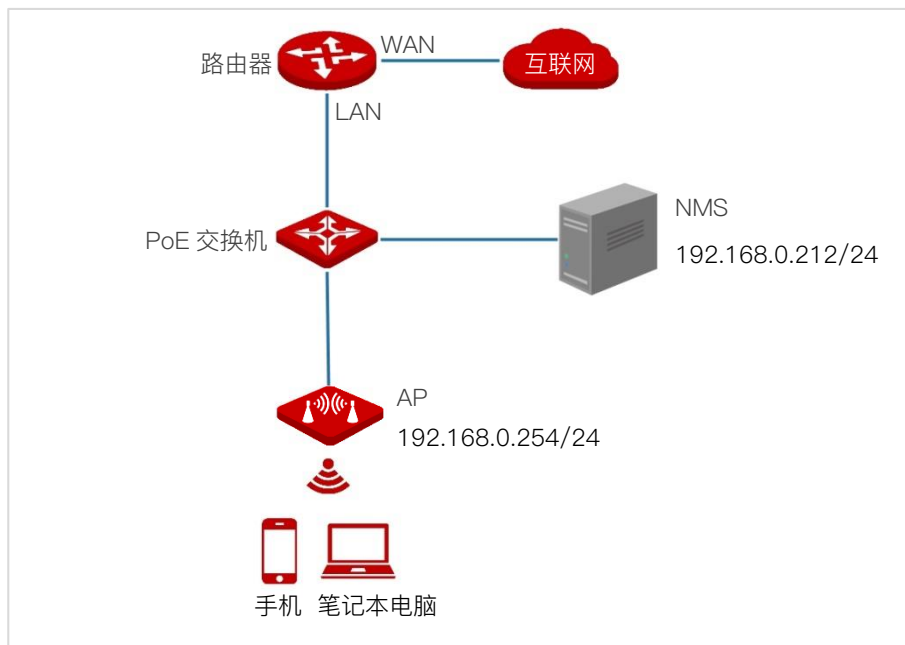 路由器
WAN
互联网
LAN
PoE 交换机
NMS
192.168.0.212/24
AP
192.168.0.254/24
手机 笔记本电脑